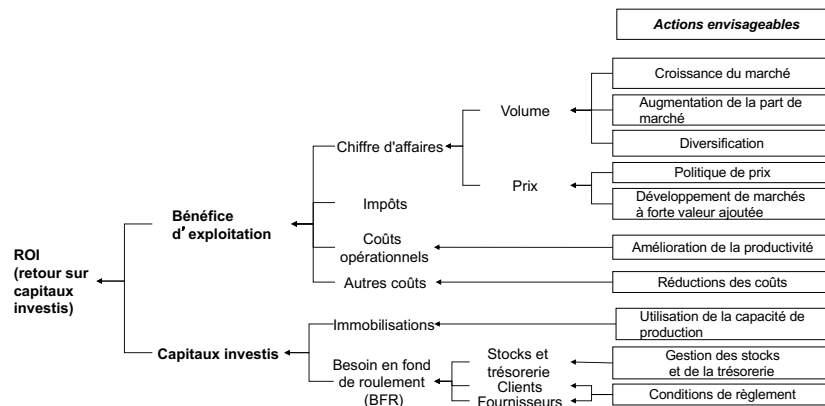 Actions envisageables
Croissance du marché
Volume
Augmentation de la part de
marché
Chiffre d'affaires
Diversification
Prix
Politique de prix
Développement de marchés
à forte valeur ajoutée
Impôts
Bénéfice
d'exploitation
ROI
(retour sur
capitaux
investis)
Coûts
opérationnels
Amélioration de la productivité
Autres coûts
Réductions des coûts
Immobilisations
Utilisation de la capacité de
production
Capitaux investis
Besoin en fond
de roulement
(BFR)
Stocks et
trésorerie
Gestion des stocks
et de la trésorerie
Clients
Fournisseurs
Conditions de règlement